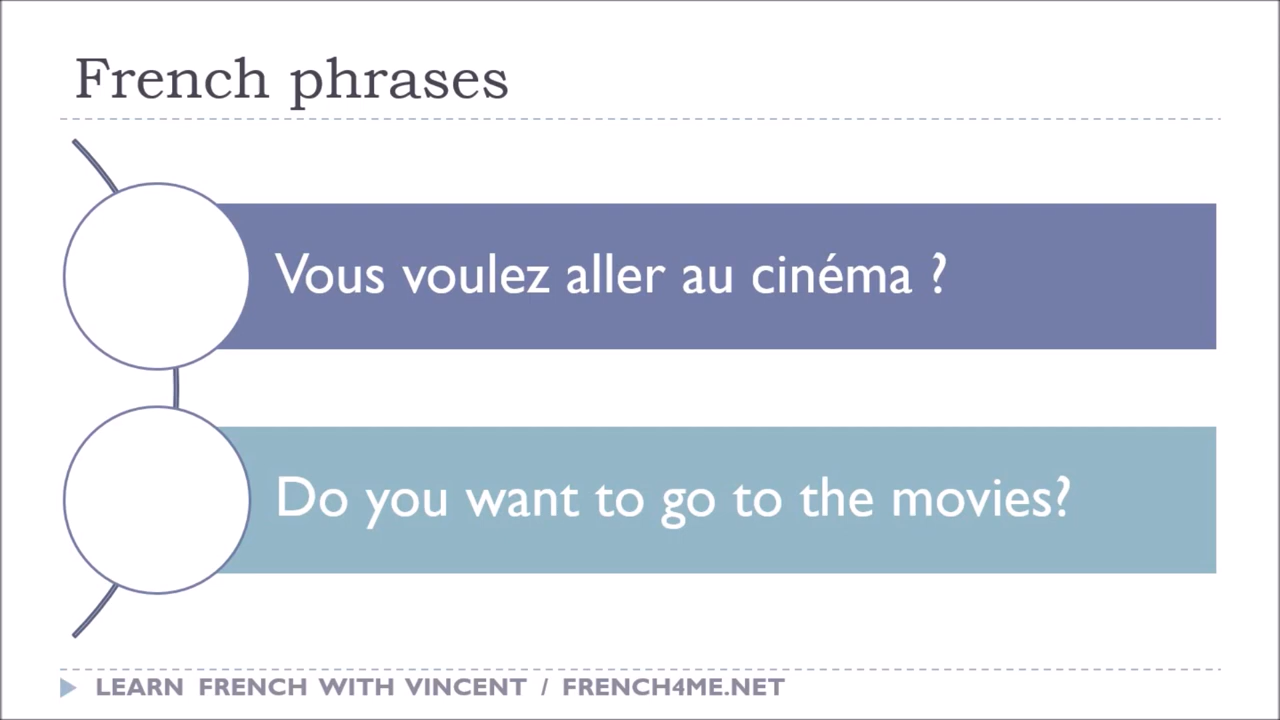 French phrases
Vous voulez aller au cinéma ?
Do you want to go to the movies?
LEARN FRENCH WITH VINCENT / FRENCH4ME.NET